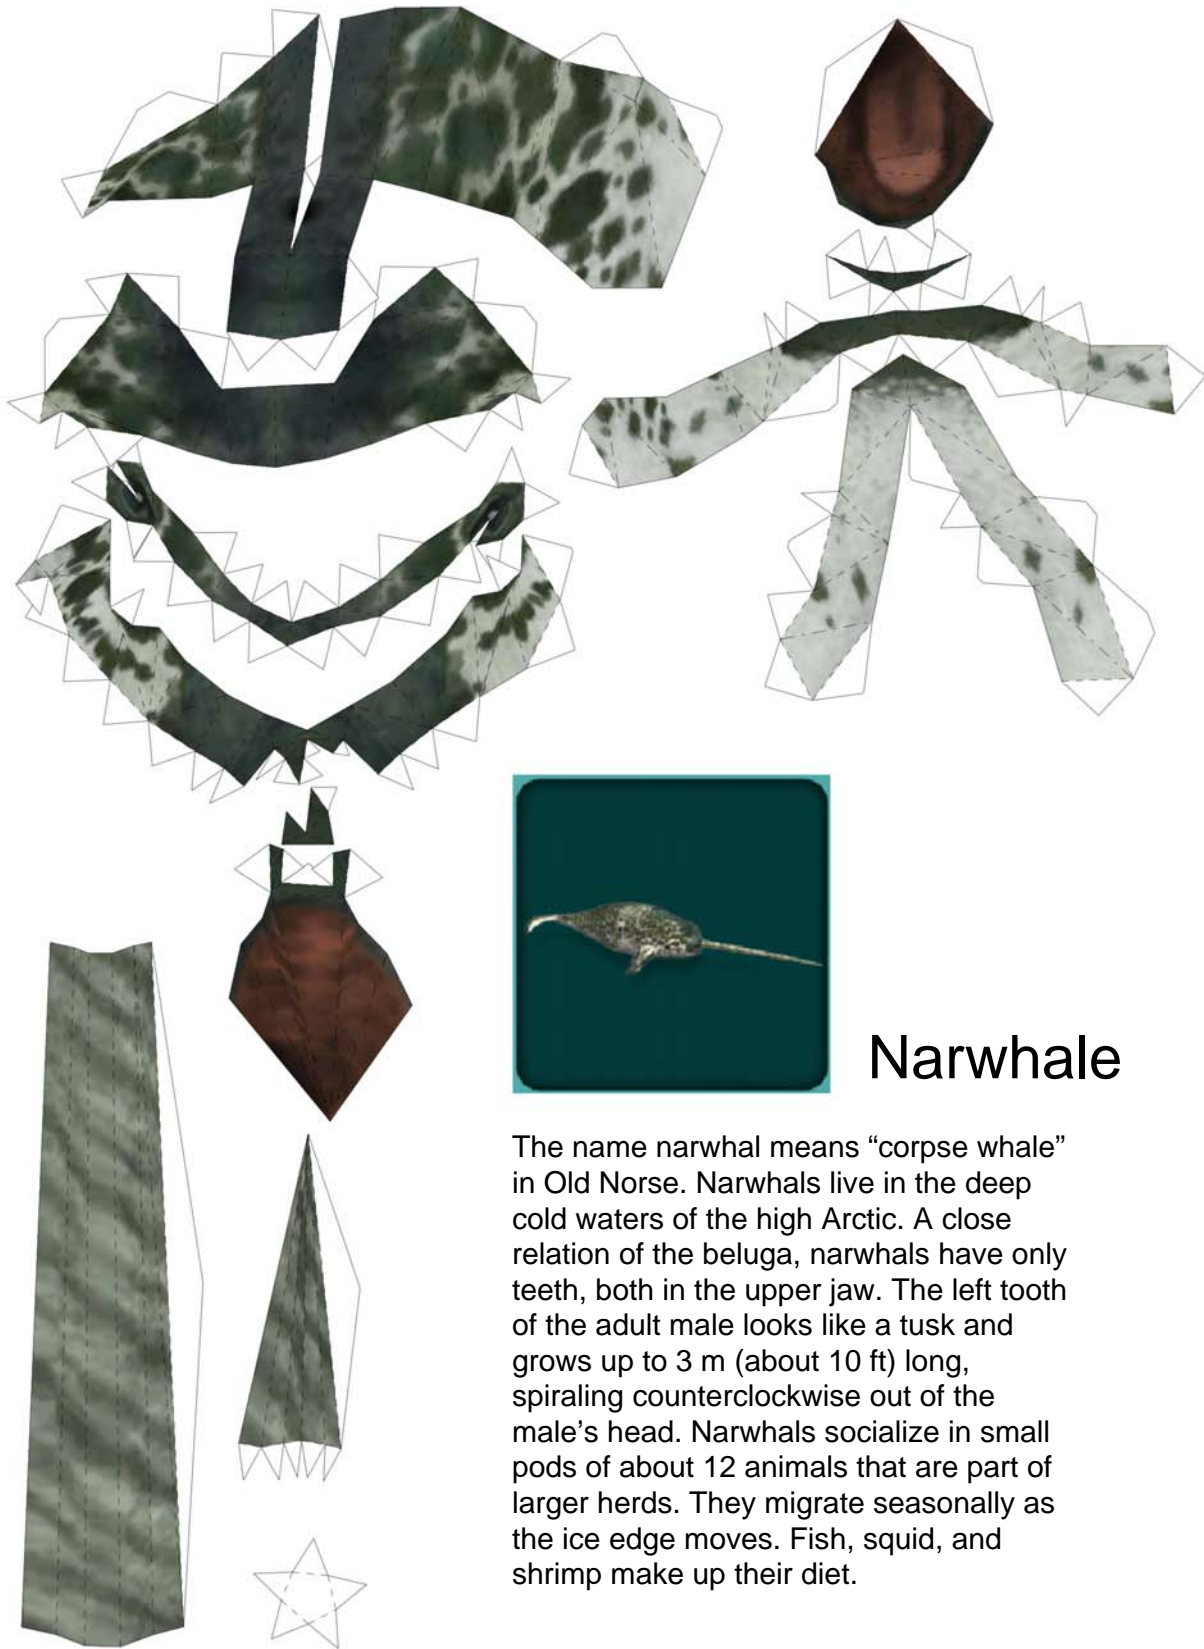 Narwhale
The name narwhal means “corpse whale”
in Old Norse. Narwhals live in the deep
cold waters of the high Arctic. A close
relation of the beluga, narwhals have only
teeth, both in the upper jaw. The left tooth
of the adult male looks like a tusk and
grows up to 3 m (about 10 ft) long,
spiraling counterclockwise out of the
male’s head. Narwhals socialize in small
pods of about 12 animals that are part of
larger herds. They migrate seasonally as
the ice edge moves. Fish, squid, and
shrimp make up their diet.